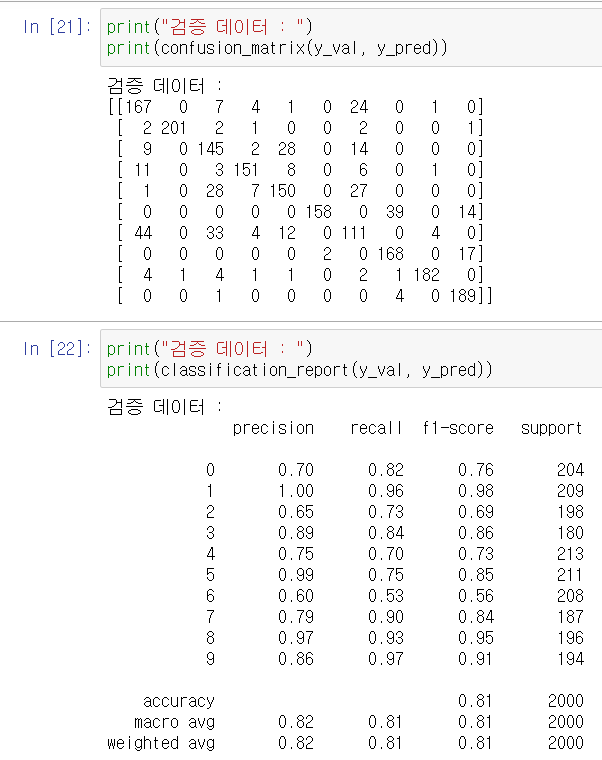 In [21]: print("검증 데이터 : ")
print(confusion_matrix(y_val, y_pred))
검증 데이터 :
[[167 0 7 4 1 0 24 0 1 0]
[ 2 201 2 1 0 0 2 0 0 1]
[ 9 0 145 2 28 0 14 0 0 0]
[ 11 0 3 151 8 0 6 0 1 0]
[ 1 0 28 7 150 0 27 0 0 0]
[ 0 0 0 0 0 158 0 39 0 14]
[ 44 0 33 4 12 0 111 0 4 0]
[ 0 0 0 0 0 2 0 168 0 17]
[ 4 1 4 1 1 0 2 1 182 0]
[ 0 0 1 0 0 0 0 4 0 189]]
In [22]: print("검증 데이터 : ")
print(classification_report(y_val, y_pred))
검증 데이터 :
precision recall f1-score support
0 0.70 0.82 0.76 204
1 1.00 0.96 0.98 209
2 0.65 0.73 0.69 198
3 0.89 0.84 0.86 180
4 0.75 0.70 0.73 213
5 0.99 0.75 0.85 211
6 0.60 0.53 0.56 208
7 0.79 0.90 0.84 187
8 0.97 0.93 0.95 196
9 0.86 0.97 0.91 194
accuracy 0.81 2000
macro avg 0.82 0.81 0.81 2000
weighted avg 0.82 0.81 0.81 2000